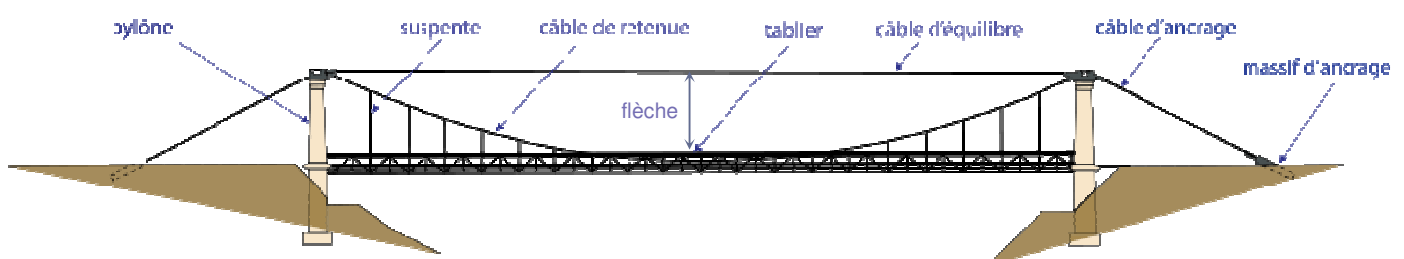 pylône
suspente
câble de retenue
tablier
câble d'équilibre
câble d'ancrage
massif d'ancrage
flèche